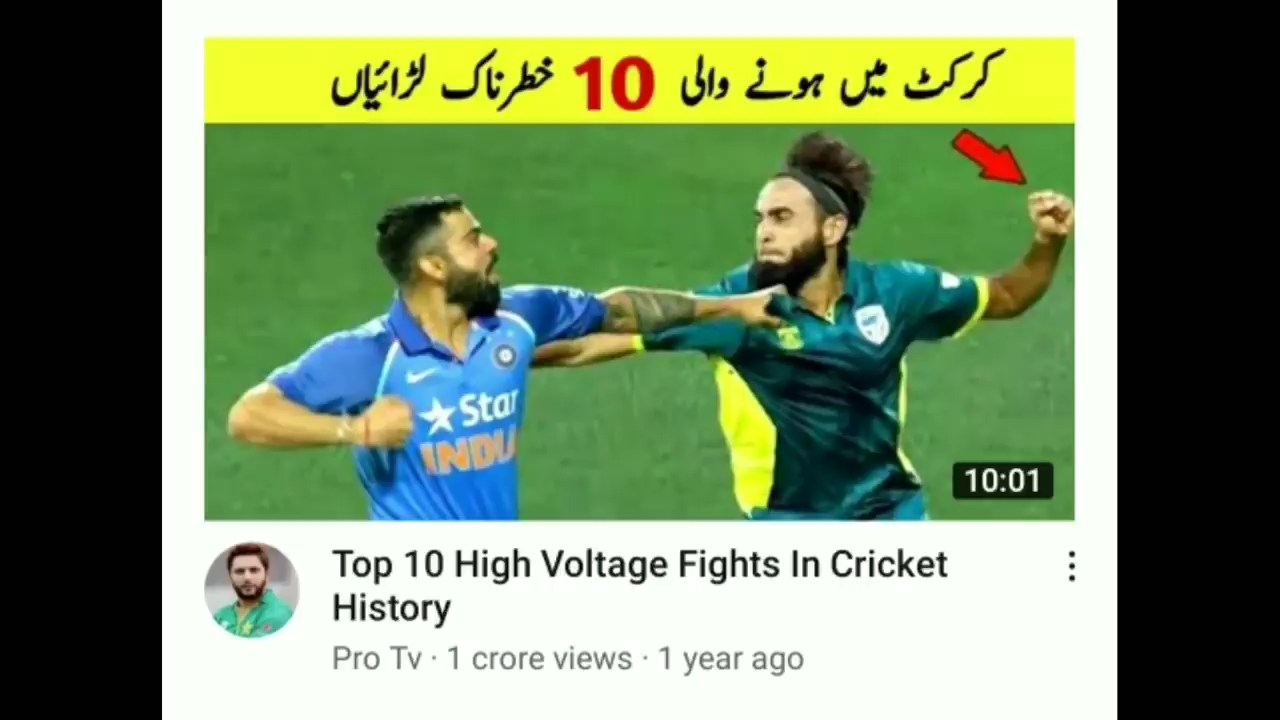 کرکٹ میں ہونے والی 10 خطرناک لڑائیاں
Star
INDIA
10:01
Top 10 High Voltage Fights In Cricket
History
Pro Tv · 1 crore views · 1 year ago